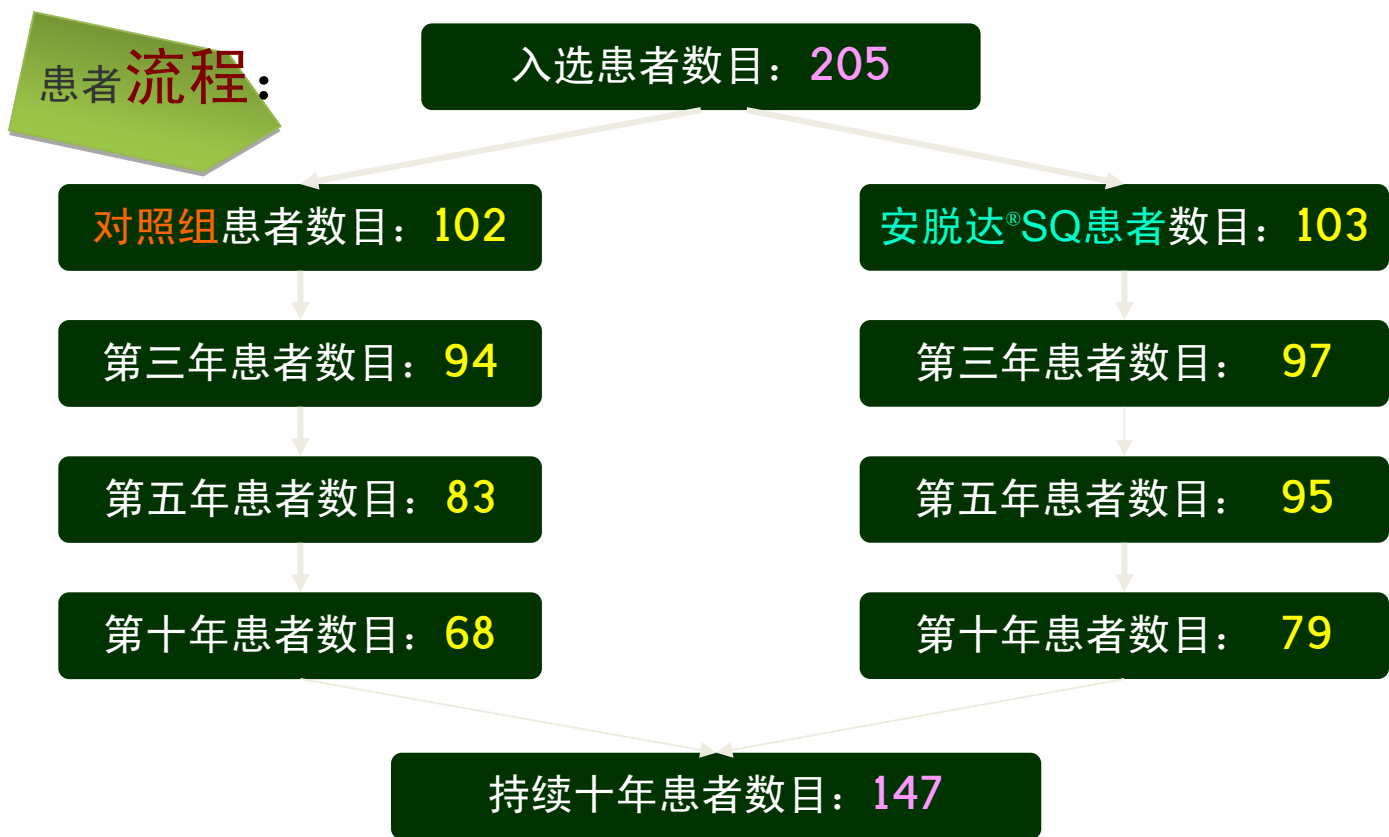 患者流程：
入选患者数目：205
对照组患者数目：102
安脱达®SQ患者数目：103
第三年患者数目：94
第三年患者数目： 97
第五年患者数目：83
第五年患者数目： 95
第十年患者数目：68
第十年患者数目： 79
持续十年患者数目：147